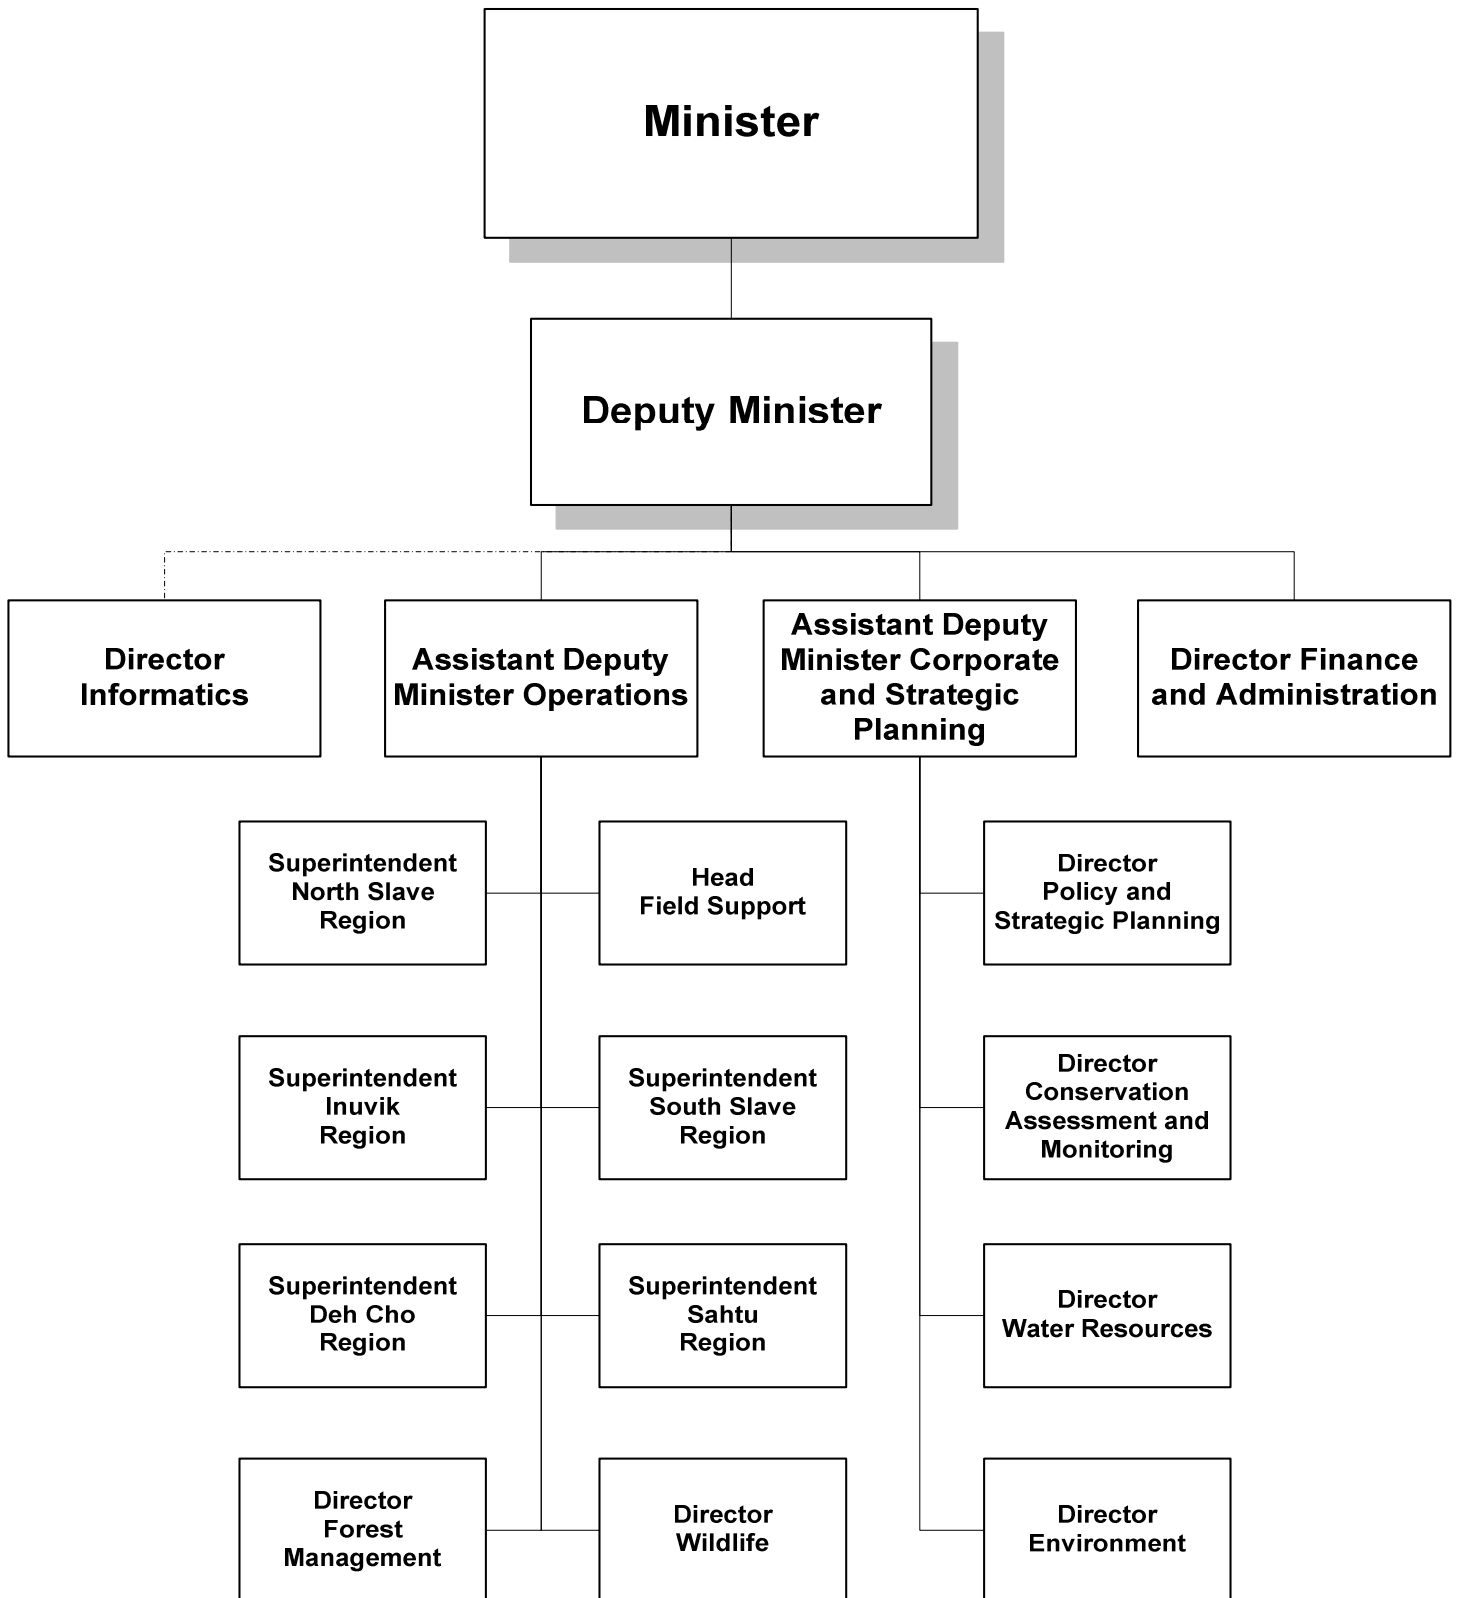 Minister
Deputy Minister
Director
Informatics
Assistant Deputy
Minister Operations
Assistant Deputy
Minister Corporate
and Strategic
Planning
Director Finance
and Administration
Superintendent
North Slave
Region
Head
Field Support
Director
Policy and
Strategic Planning
Superintendent
Inuvik
Region
Superintendent
South Slave
Region
Director
Conservation
Assessment and
Monitoring
Superintendent
Deh Cho
Region
Superintendent
Sahtu
Region
Director
Water Resources
Director
Forest
Management
Director
Wildlife
Director
Environment